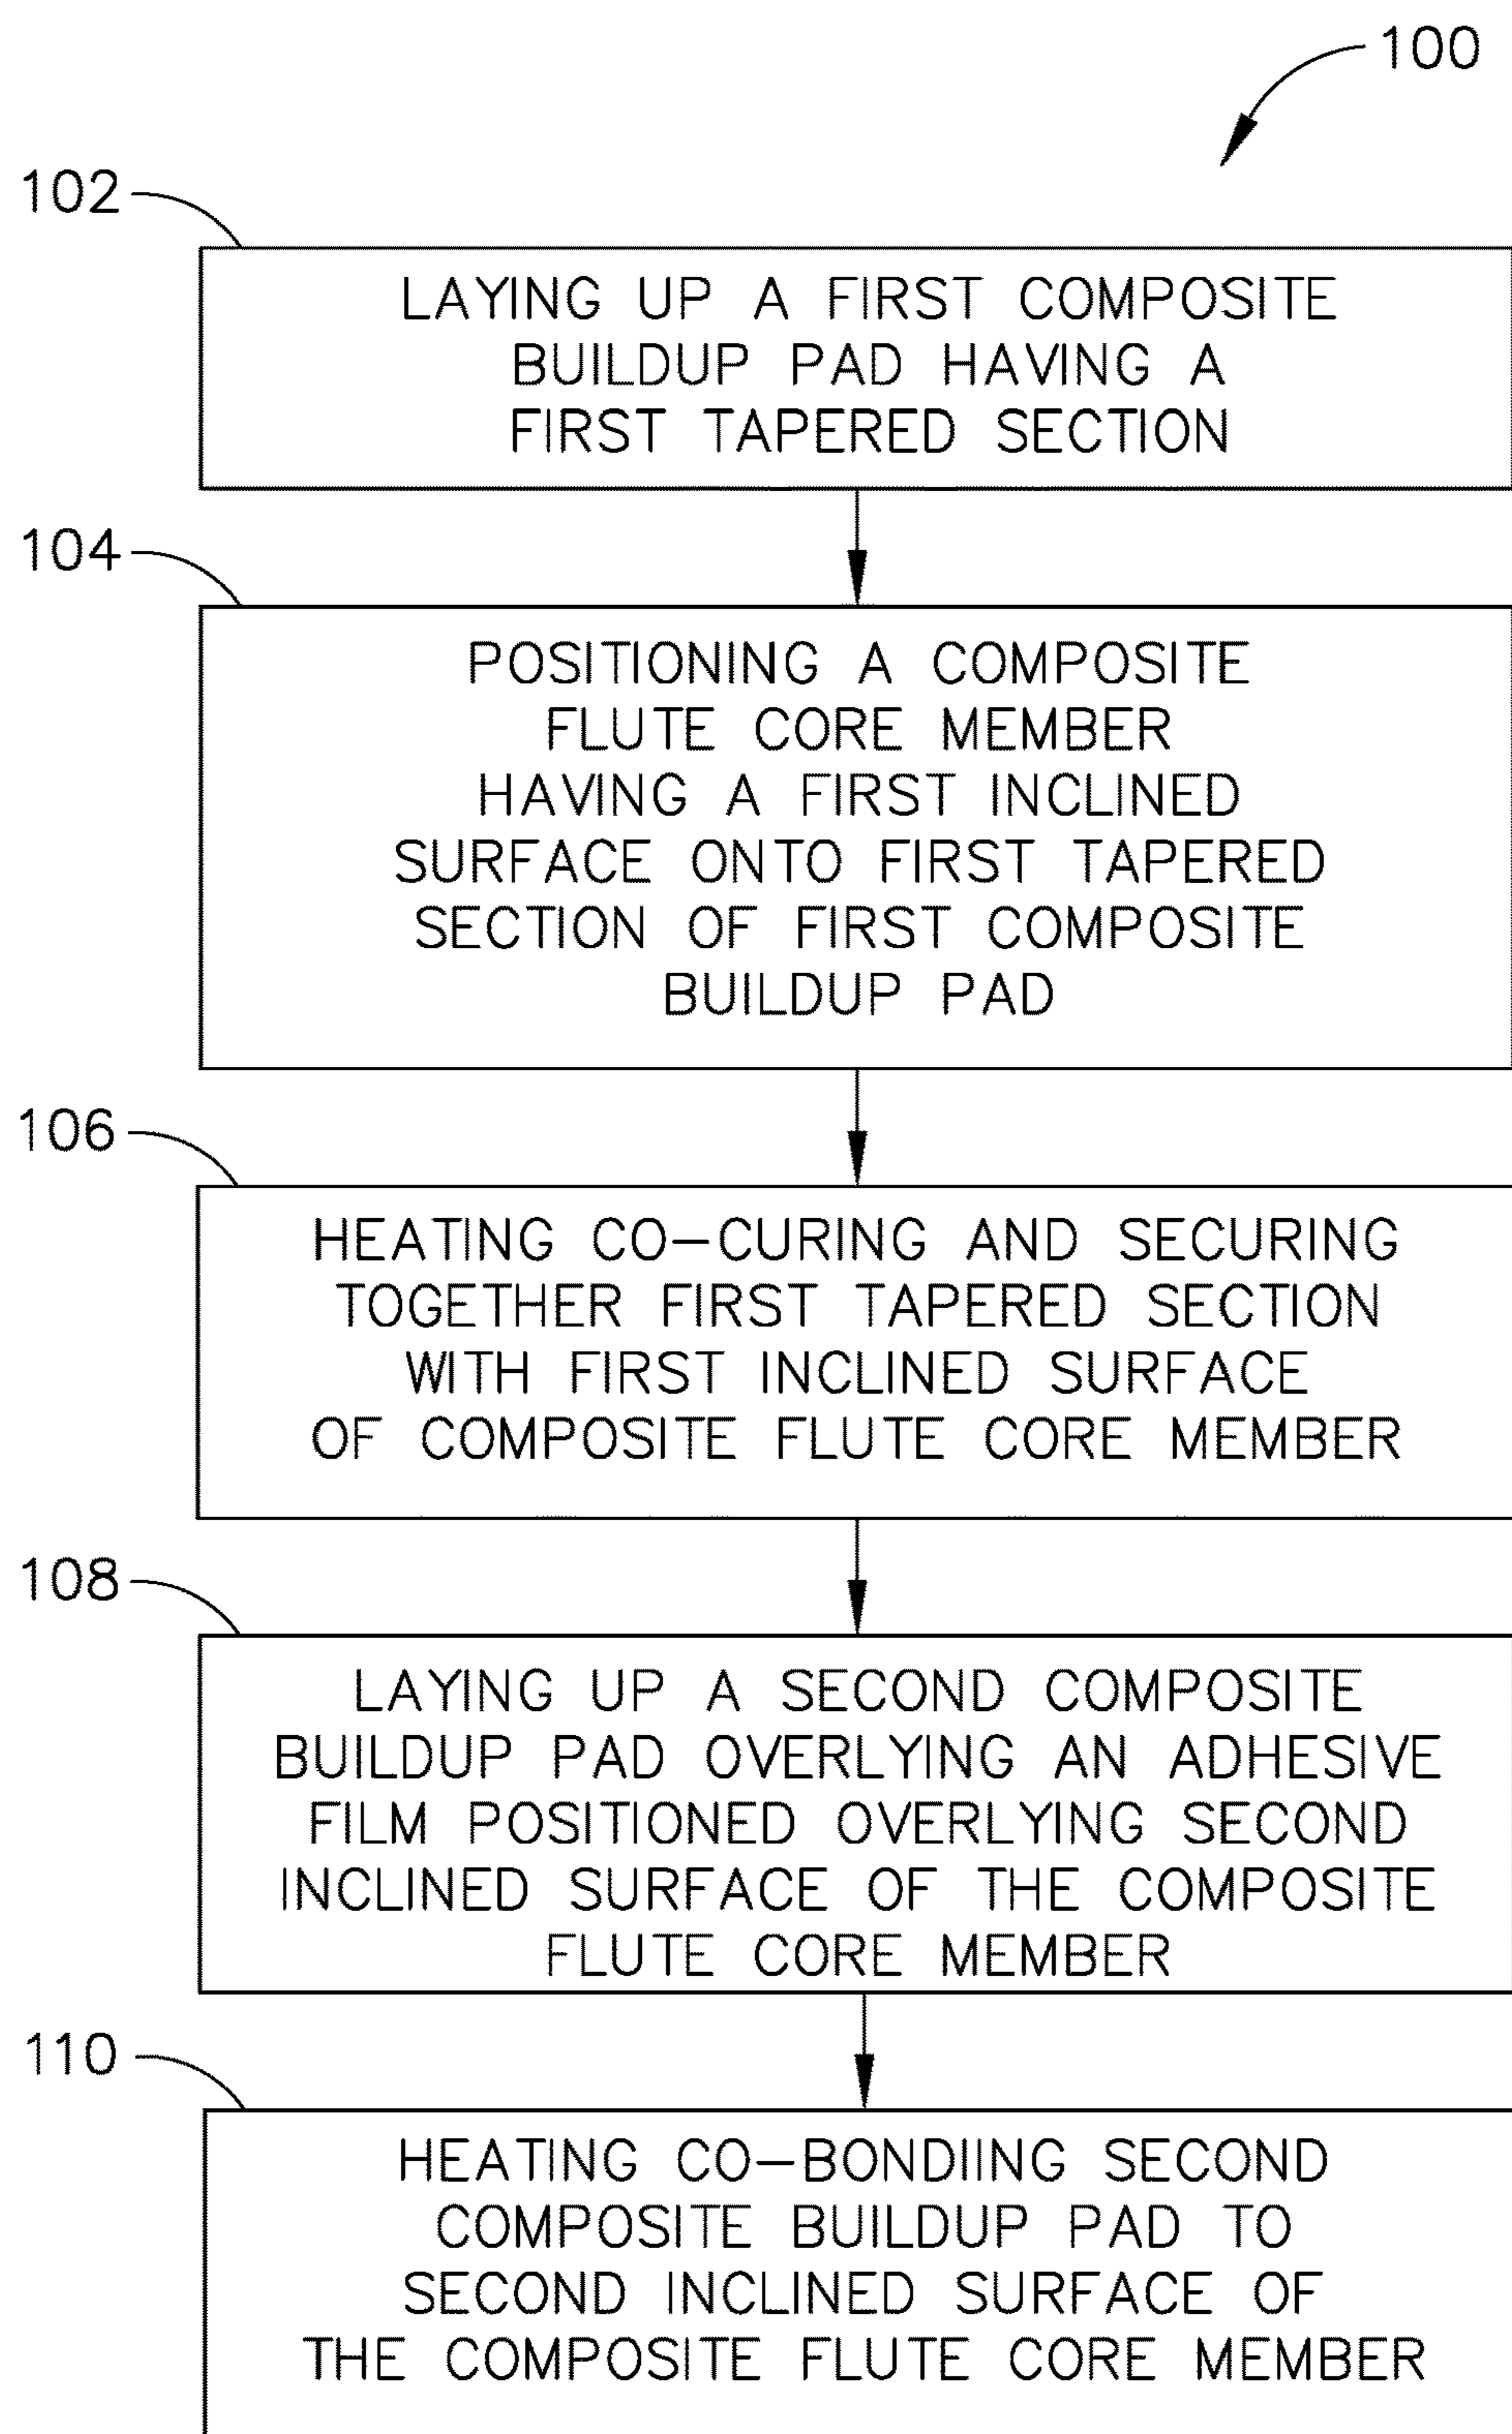 100
102
LAYING UP A FIRST COMPOSITE
BUILDUP PAD HAVING A
FIRST TAPERED SECTION
104
POSITIONING A COMPOSITE
FLUTE CORE MEMBER
HAVING A FIRST INCLINED
SURFACE ONTO FIRST TAPERED
SECTION OF FIRST COMPOSITE
BUILDUP PAD
106
HEATING CO-CURING AND SECURING
TOGETHER FIRST TAPERED SECTION
WITH FIRST INCLINED SURFACE
OF COMPOSITE FLUTE CORE MEMBER
108
LAYING UP A SECOND COMPOSITE
BUILDUP PAD OVERLYING AN ADHESIVE
FILM POSITIONED OVERLYING SECOND
INCLINED SURFACE OF THE COMPOSITE
FLUTE CORE MEMBER
110
HEATING CO-BONDIING SECOND
COMPOSITE BUILDUP PAD TO
SECOND INCLINED SURFACE OF
THE COMPOSITE FLUTE CORE MEMBER